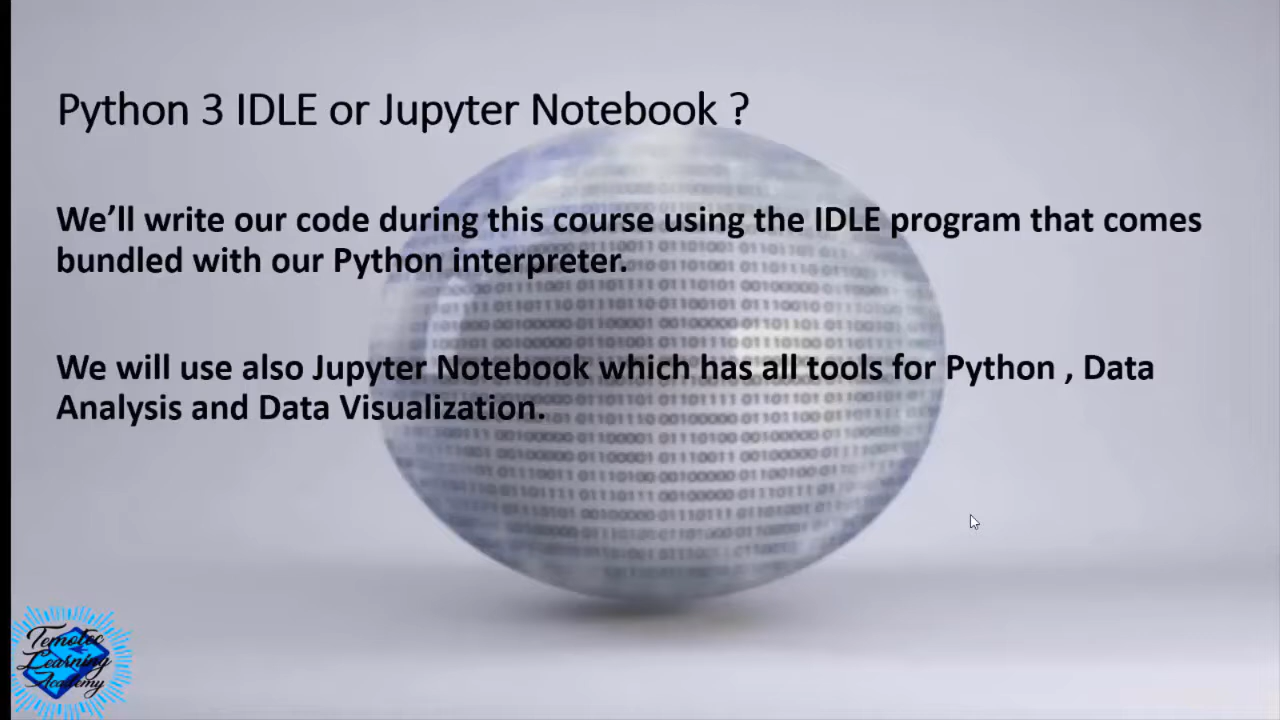 Python 3 IDLE or Jupyter Notebook ?
We’ll write our code during this course using the IDLE program that comes
bundled with our Python interpreter.
We will use also Jupyter Notebook which has all tools for Python , Data
Analysis and Data Visualization.
Temotec
Learning
Academy